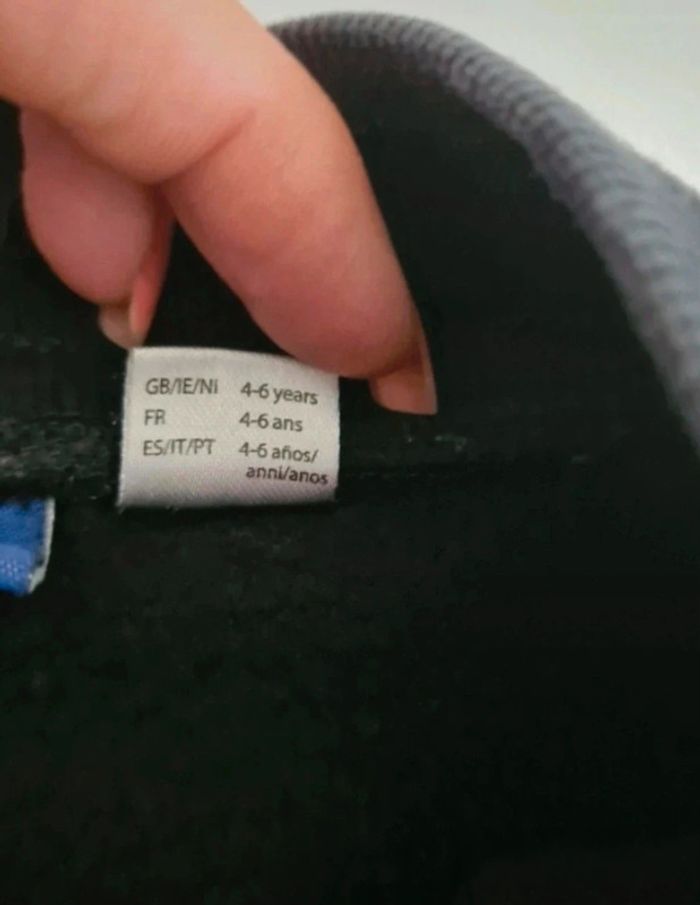 GB/IE/NI 4-6 years
FR 4-6 ans
ES/IT/PT 4-6 años/
anni/anos